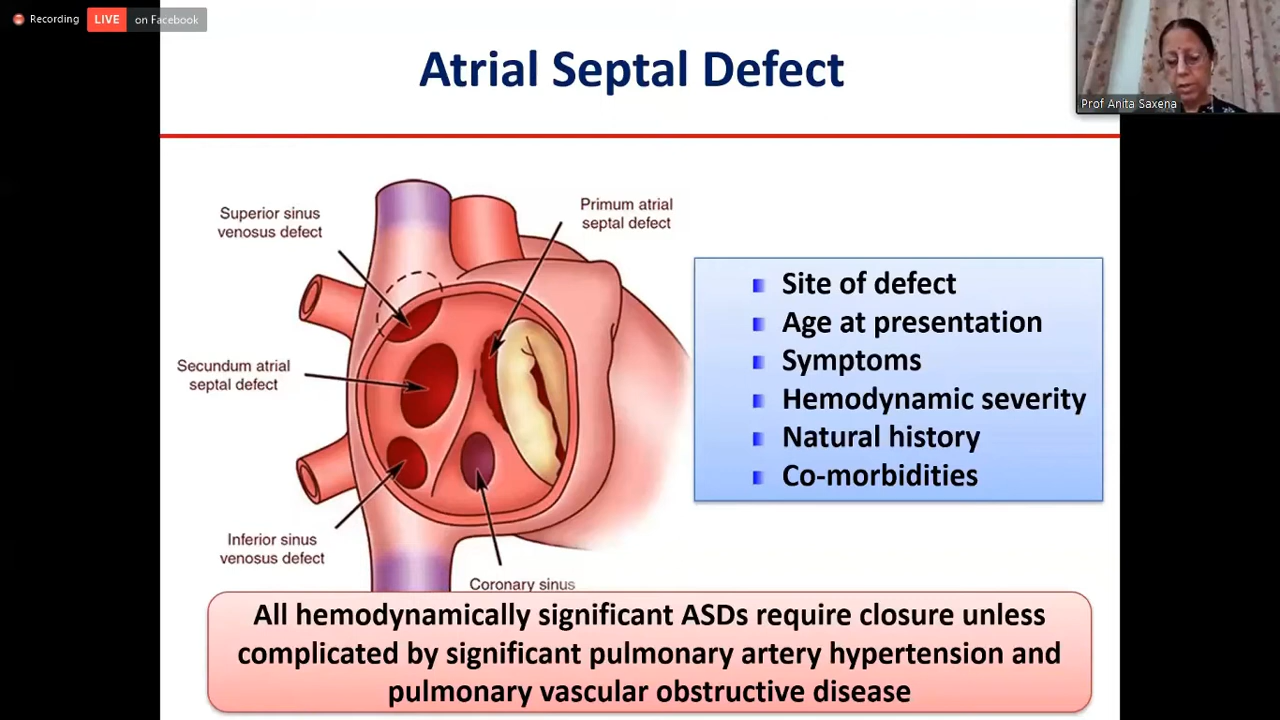 Recording
LIVE
on Facebook
Prof Anita Saxena
Atrial Septal Defect
Superior sinus
venosus defect
Primum atrial
septal defect
Secundum atrial
septal defect
Inferior sinus
venosus defect
Coronary sinus
Site of defect
Age at presentation
Symptoms
Hemodynamic severity
Natural history
Co-morbidities
All hemodynamically significant ASDs require closure unless
complicated by significant pulmonary artery hypertension and
pulmonary vascular obstructive disease